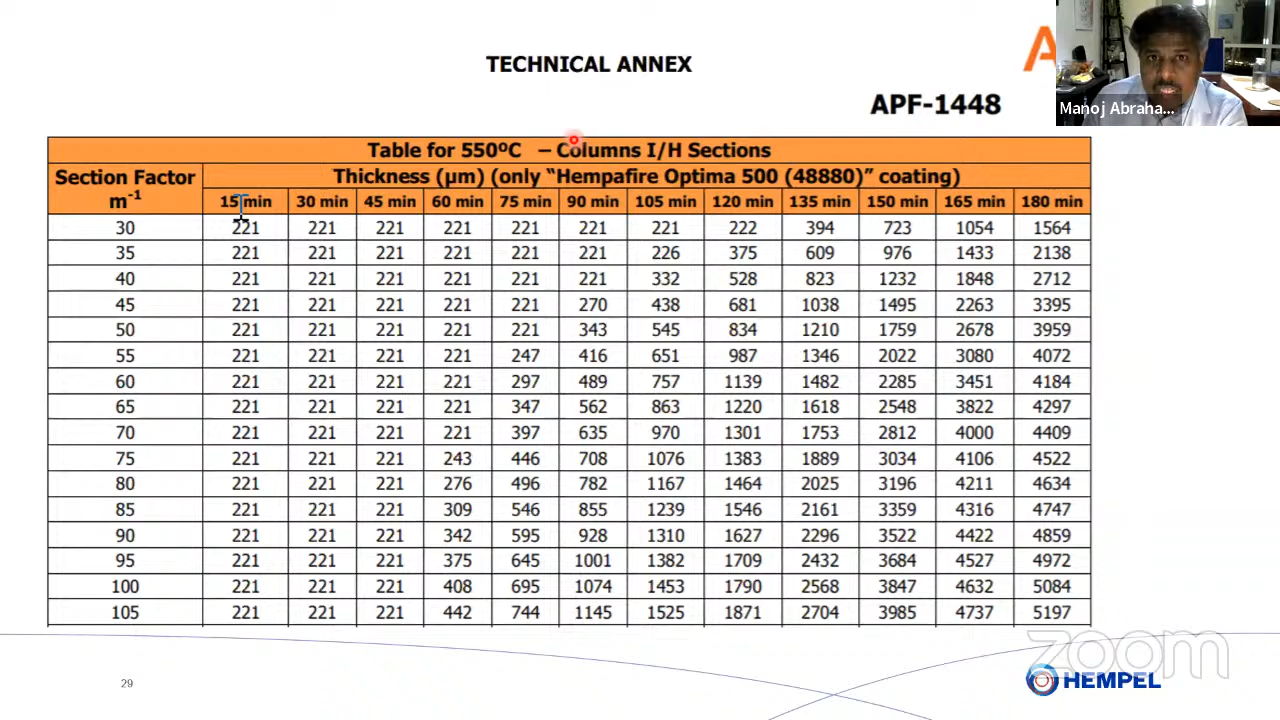 TECHNICAL ANNEX
A
APF-1448
Manoj Abraha...
Table for 550ºC – Columns I/H Sections
Section Factor m-1
Thickness (µm) (only “Hempafire Optima 500 (48880)” coating)
15 min 30 min 45 min 60 min 75 min 90 min 105 min 120 min 135 min 150 min 165 min 180 min
30 221 221 221 221 221 221 221 222 394 723 1054 1564
35 221 221 221 221 221 221 226 375 609 976 1433 2138
40 221 221 221 221 221 221 332 528 823 1232 1848 2712
45 221 221 221 221 221 270 438 681 1038 1495 2263 3395
50 221 221 221 221 221 343 545 834 1210 1759 2678 3959
55 221 221 221 221 247 416 651 987 1346 2022 3080 4072
60 221 221 221 221 297 489 757 1139 1482 2285 3451 4184
65 221 221 221 221 347 562 863 1220 1618 2548 3822 4297
70 221 221 221 221 397 635 970 1301 1753 2812 4000 4409
75 221 221 221 243 446 708 1076 1383 1889 3034 4106 4522
80 221 221 221 276 496 782 1167 1464 2025 3196 4211 4634
85 221 221 221 309 546 855 1239 1546 2161 3359 4316 4747
90 221 221 221 342 595 928 1310 1627 2296 3522 4422 4859
95 221 221 221 375 645 1001 1382 1709 2432 3684 4527 4972
100 221 221 221 408 695 1074 1453 1790 2568 3847 4632 5084
105 221 221 221 442 744 1145 1525 1871 2704 3985 4737 5197
zoom
29
HEMPEL